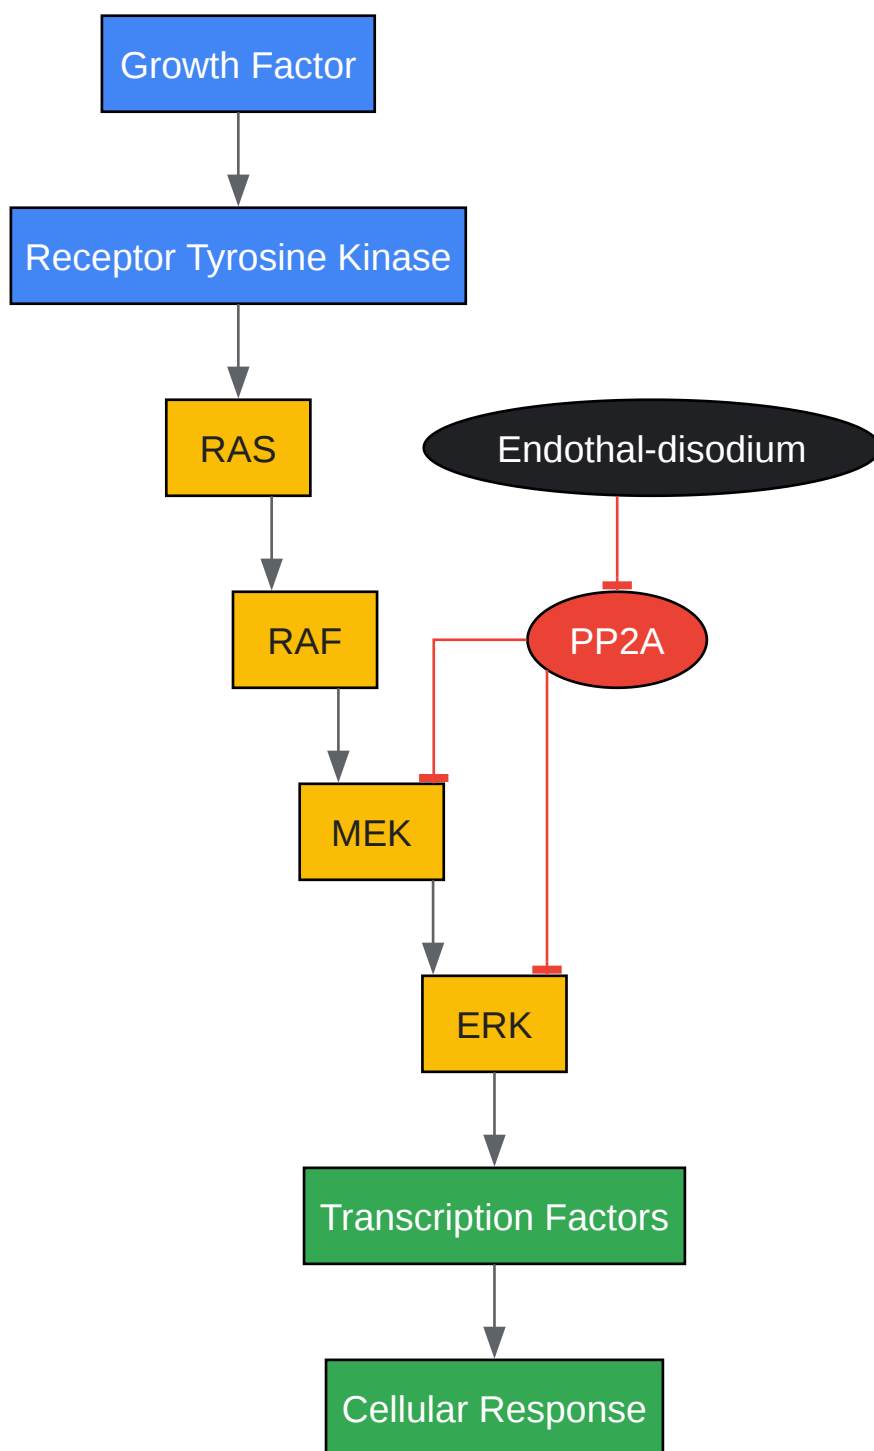 Growth Factor
Receptor Tyrosine Kinase
RAS
Endothal-disodium
RAF
PP2A
MEK
ERK
Transcription Factors
Cellular Response